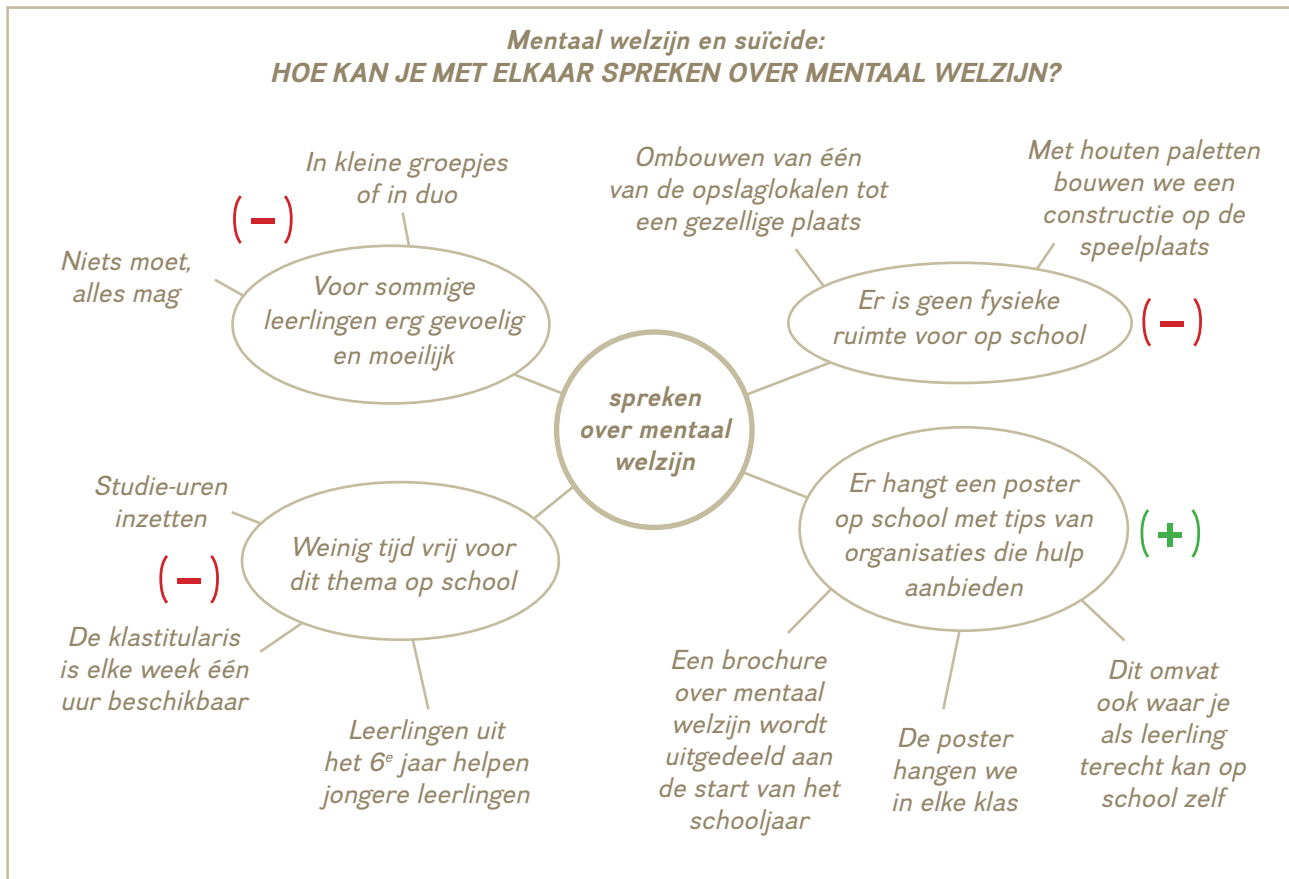 Mentaal welzijn en suïcide:
HOE KAN JE MET ELKAAR SPREKEN OVER MENTAAL WELZIJN?
In kleine groepjes
of in duo
(–)
Niets moet,
alles mag
Voor sommige
leerlingen erg gevoelig
en moeilijk
Ombouwen van één
van de opslaglokalen tot
een gezellige plaats
Met houten paletten
bouwen we een
constructie op de
speelplaats
Er is geen fysieke
ruimte voor op school
(–)
spreken
over mentaal
welzijn
Studie-uren
inzetten
(–)
Weinig tijd vrij voor
dit thema op school
De klastitularis
is elke week één
uur beschikbaar
Leerlingen uit
het 6e jaar helpen
jongere leerlingen
Er hangt een poster
op school met tips van
organisaties die hulp
aanbieden
(+)
Een brochure
over mentaal
welzijn wordt
uitgedeeld aan
de start van het
schooljaar
De poster
hangen we
in elke klas
Dit omvat
ook waar je
als leerling
terecht kan op
school zelf